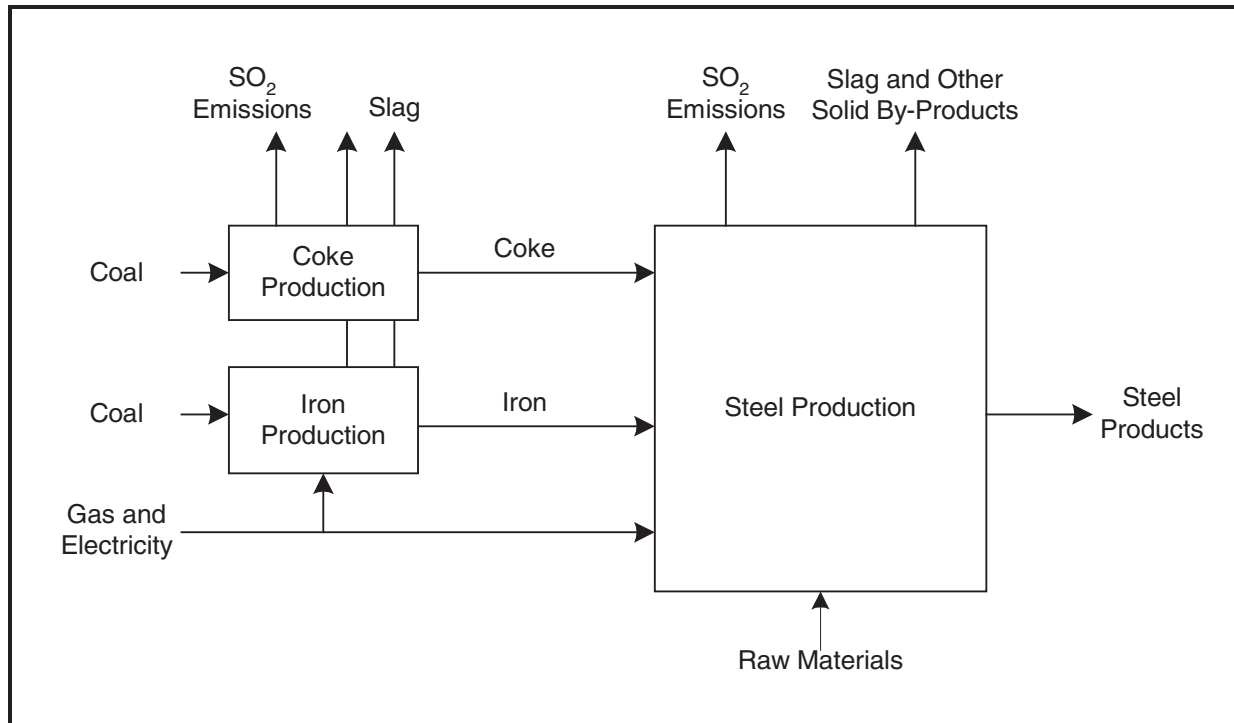 SO₂
Emissions
Slag
SO₂
Emissions
Slag and Other
Solid By-Products
Coal
Coke
Production
Coke
Coal
Iron
Production
Iron
Steel Production
Steel
Products
Gas and
Electricity
Raw Materials